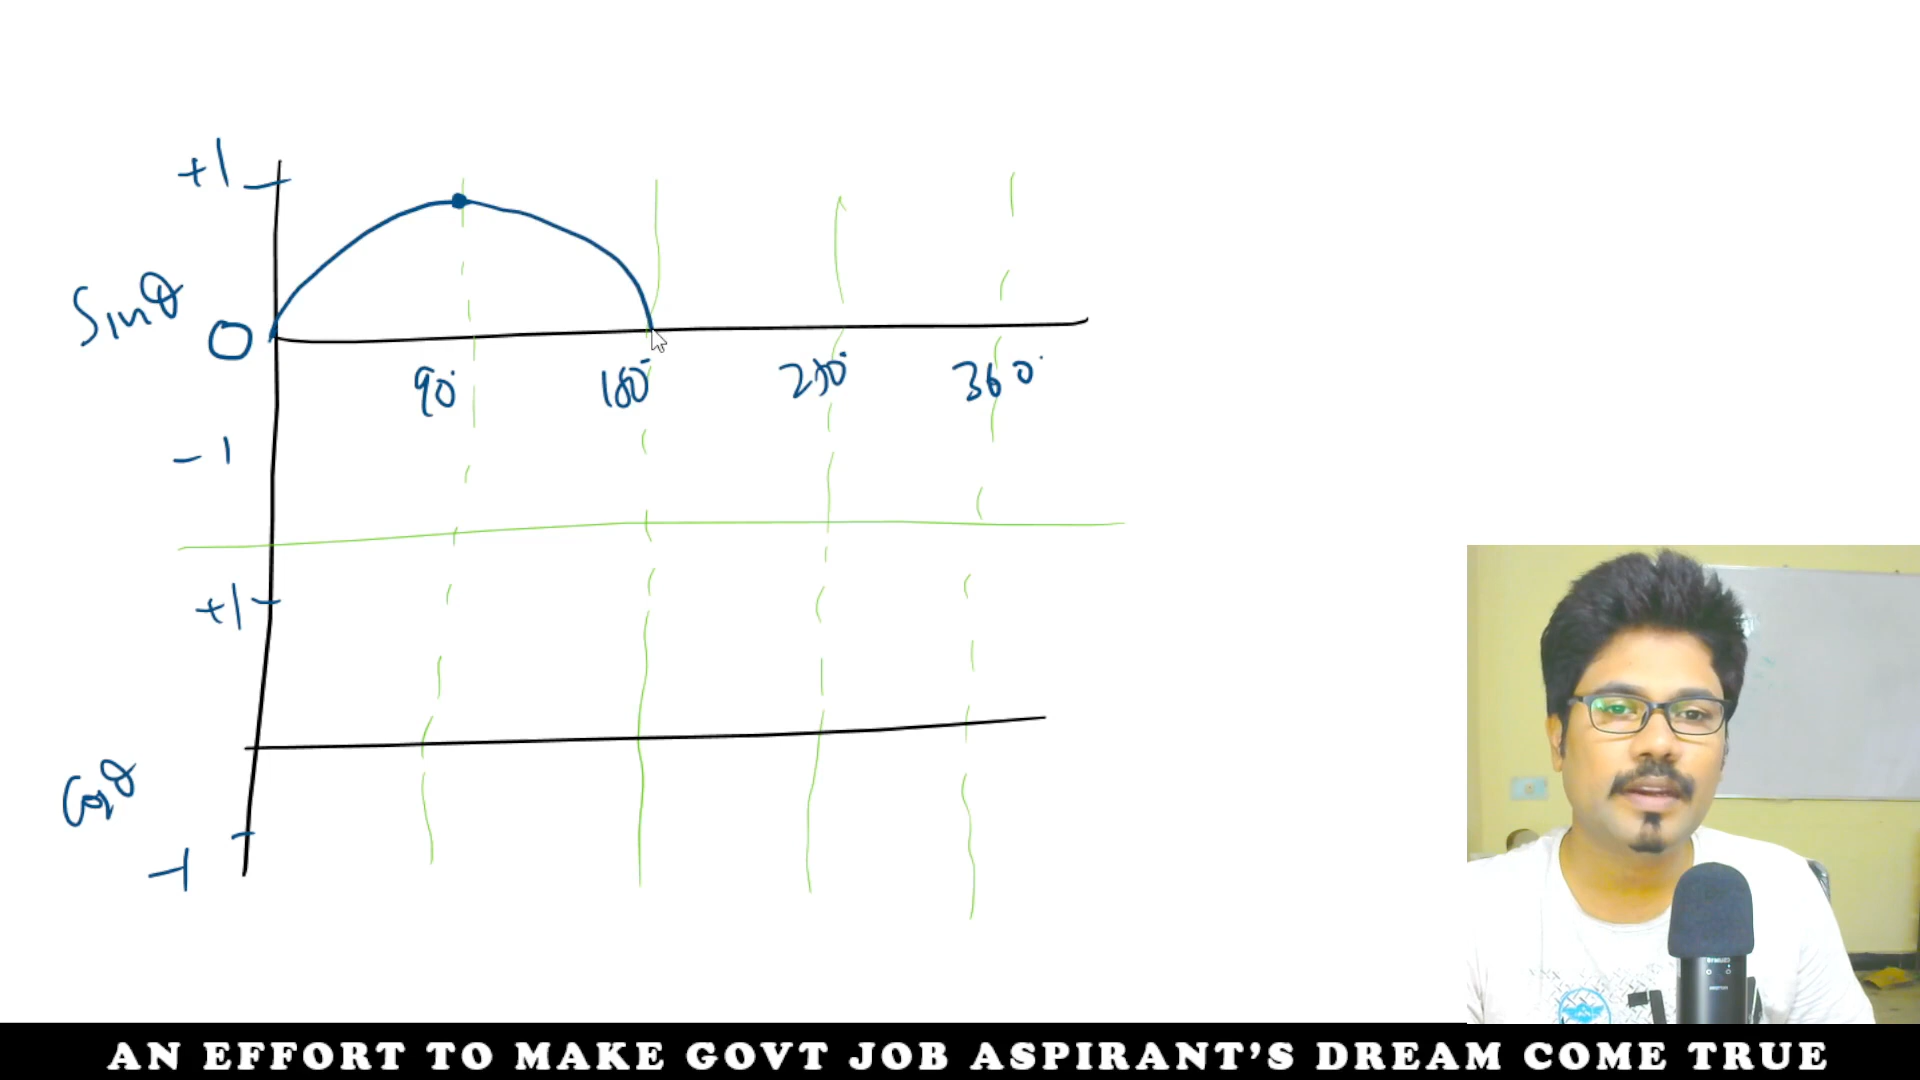 +1
Sinθ
0
90° 180° 270° 360°
-1
+1
Cosθ
-1
AN EFFORT TO MAKE GOVT JOB ASPIRANT'S DREAM COME TRUE